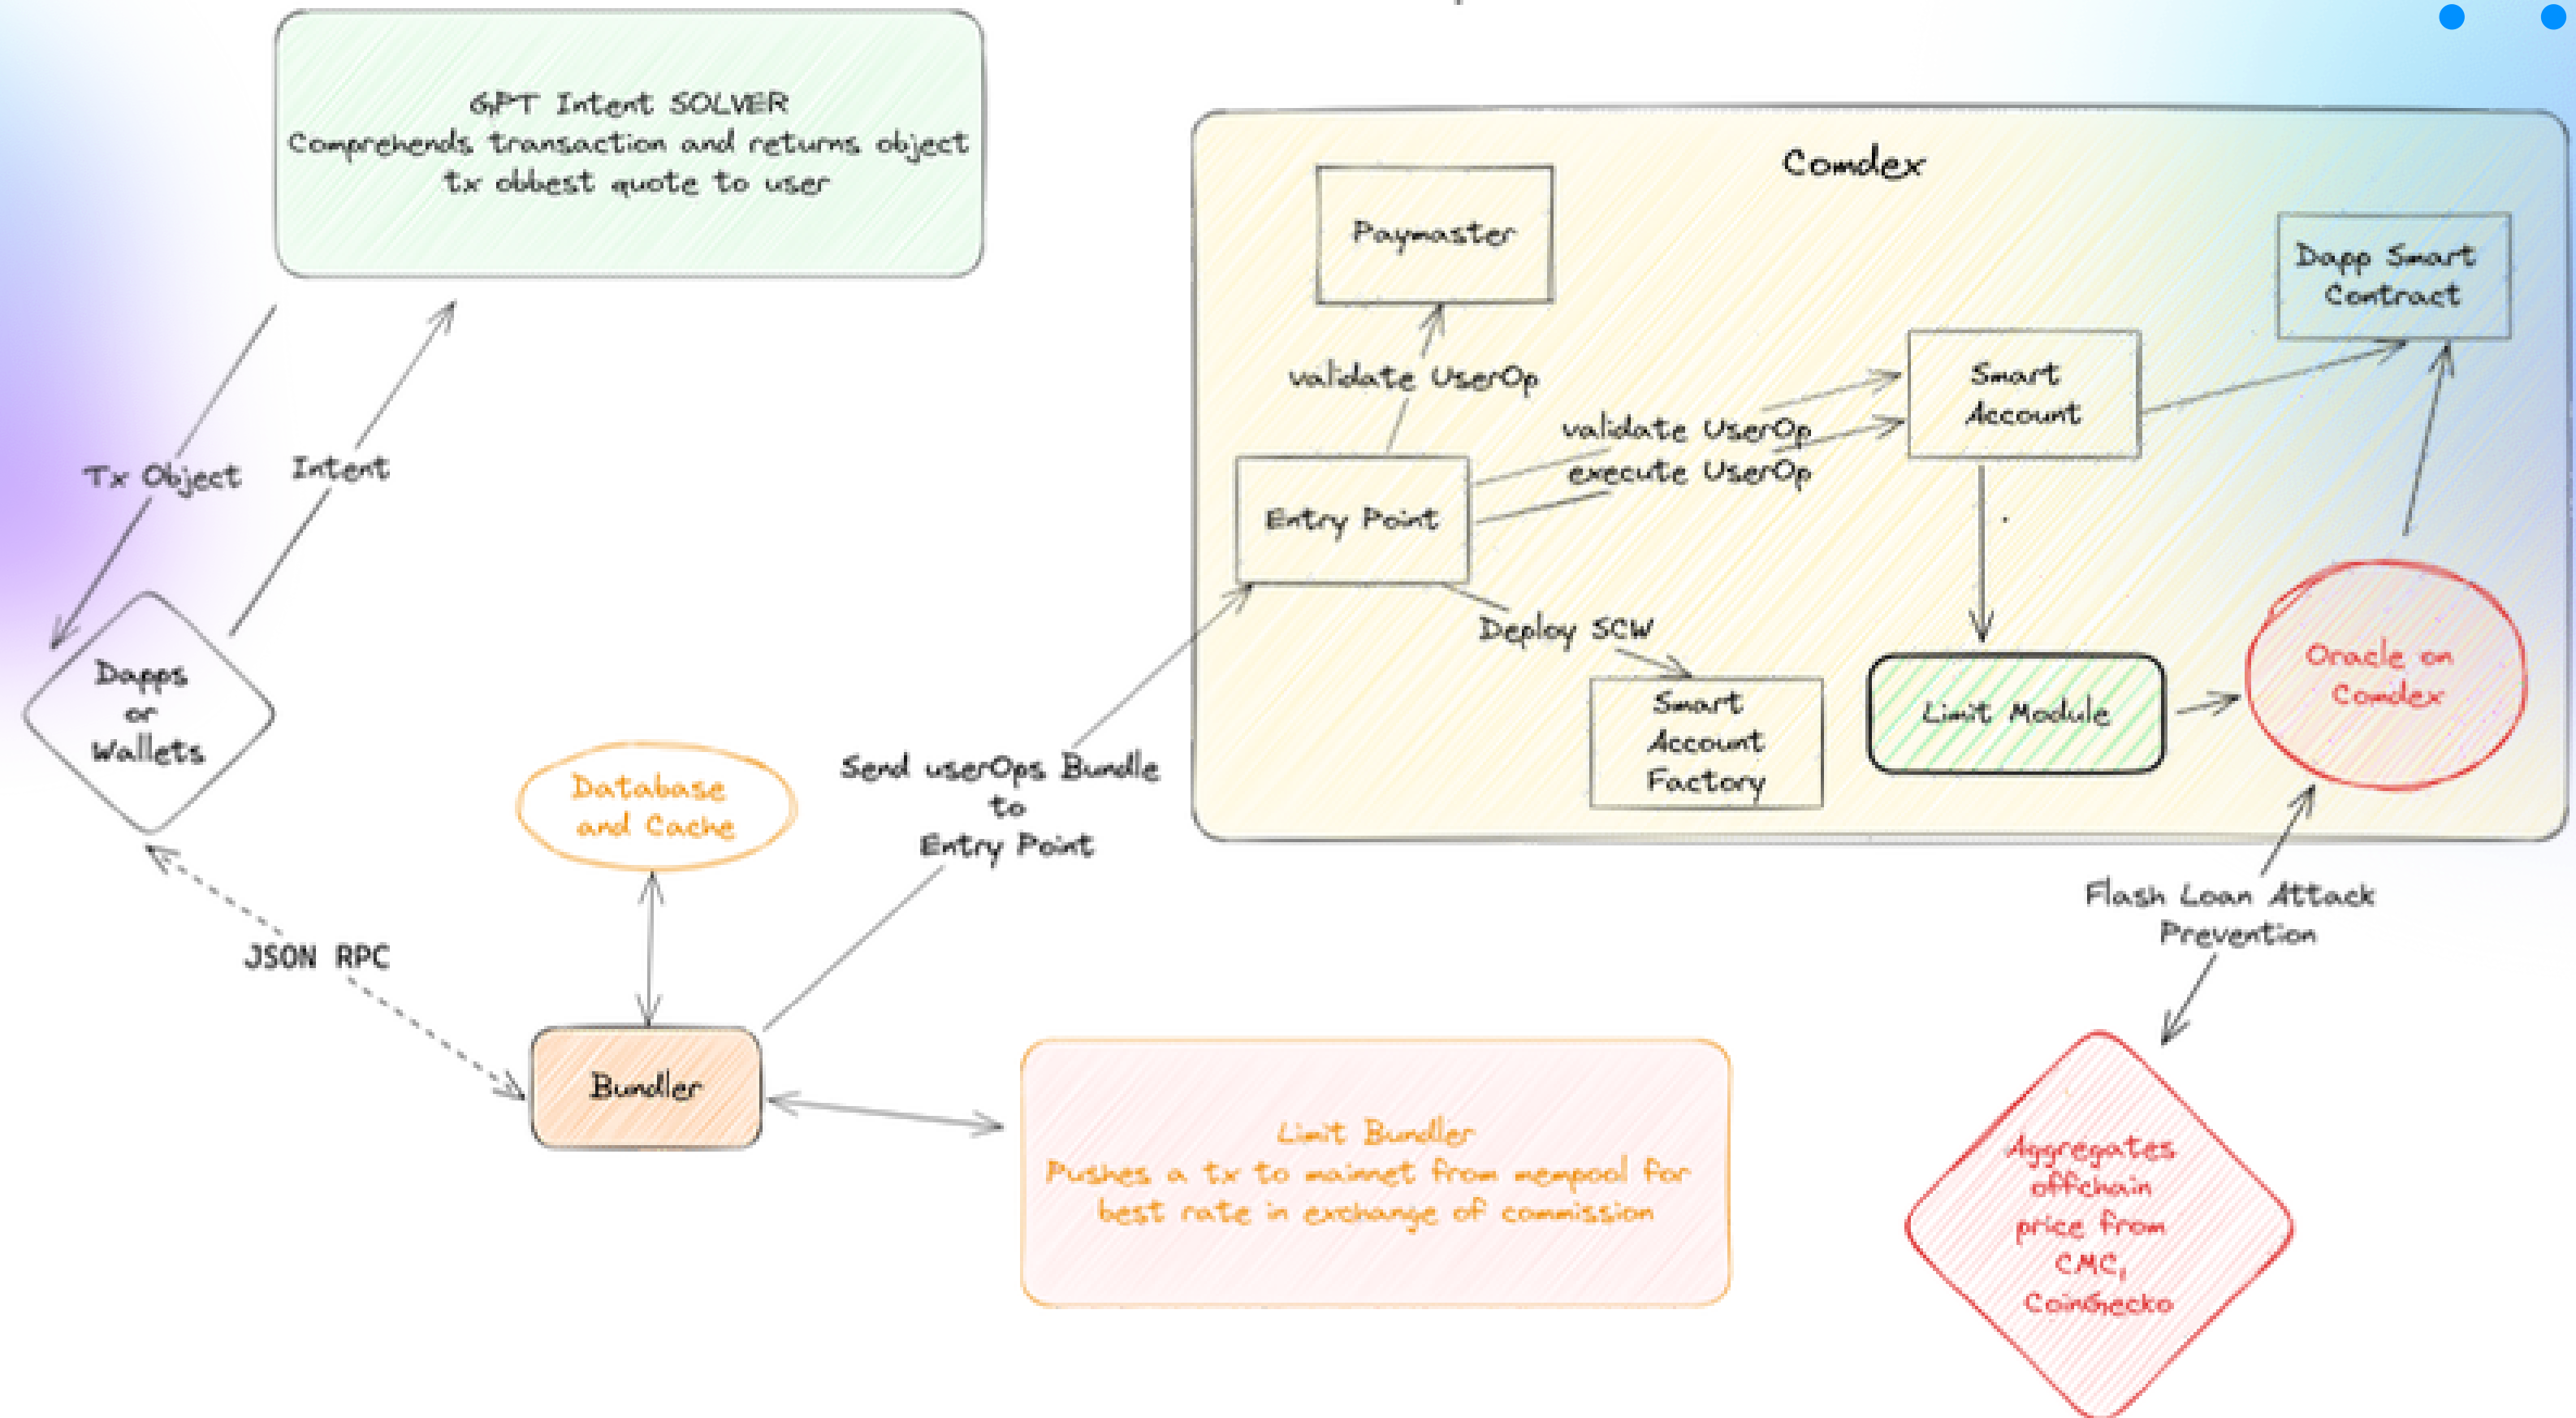 GPT Intent SOLVER
Comprehends transaction and returns object
tx obbest quote to user
Tx Object
Intent
Dapps
or
Wallets
JSON RPC
Database
and Cache
Bundler
Send userOps Bundle
to
Entry Point
Limit Bundler
Pushes a tx to mainnet from mempool for
best rate in exchange of commission
Comdex
Paymaster
validate UserOp
Entry Point
validate UserOp
execute UserOp
Smart
Account
Dapp Smart
Contract
Deploy SCW
Smart
Account
Factory
Limit Module
Oracle on
Comdex
Flash Loan Attack
Prevention
Aggregates
offchain
price from
CMC,
CoinGecko